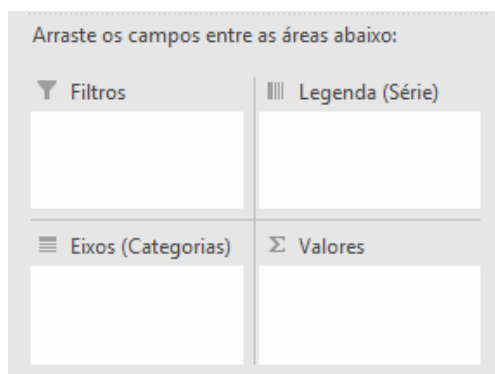 Arraste os campos entre as áreas abaixo:
Filtros
Legenda (Série)
Eixos (Categorias)
Σ Valores